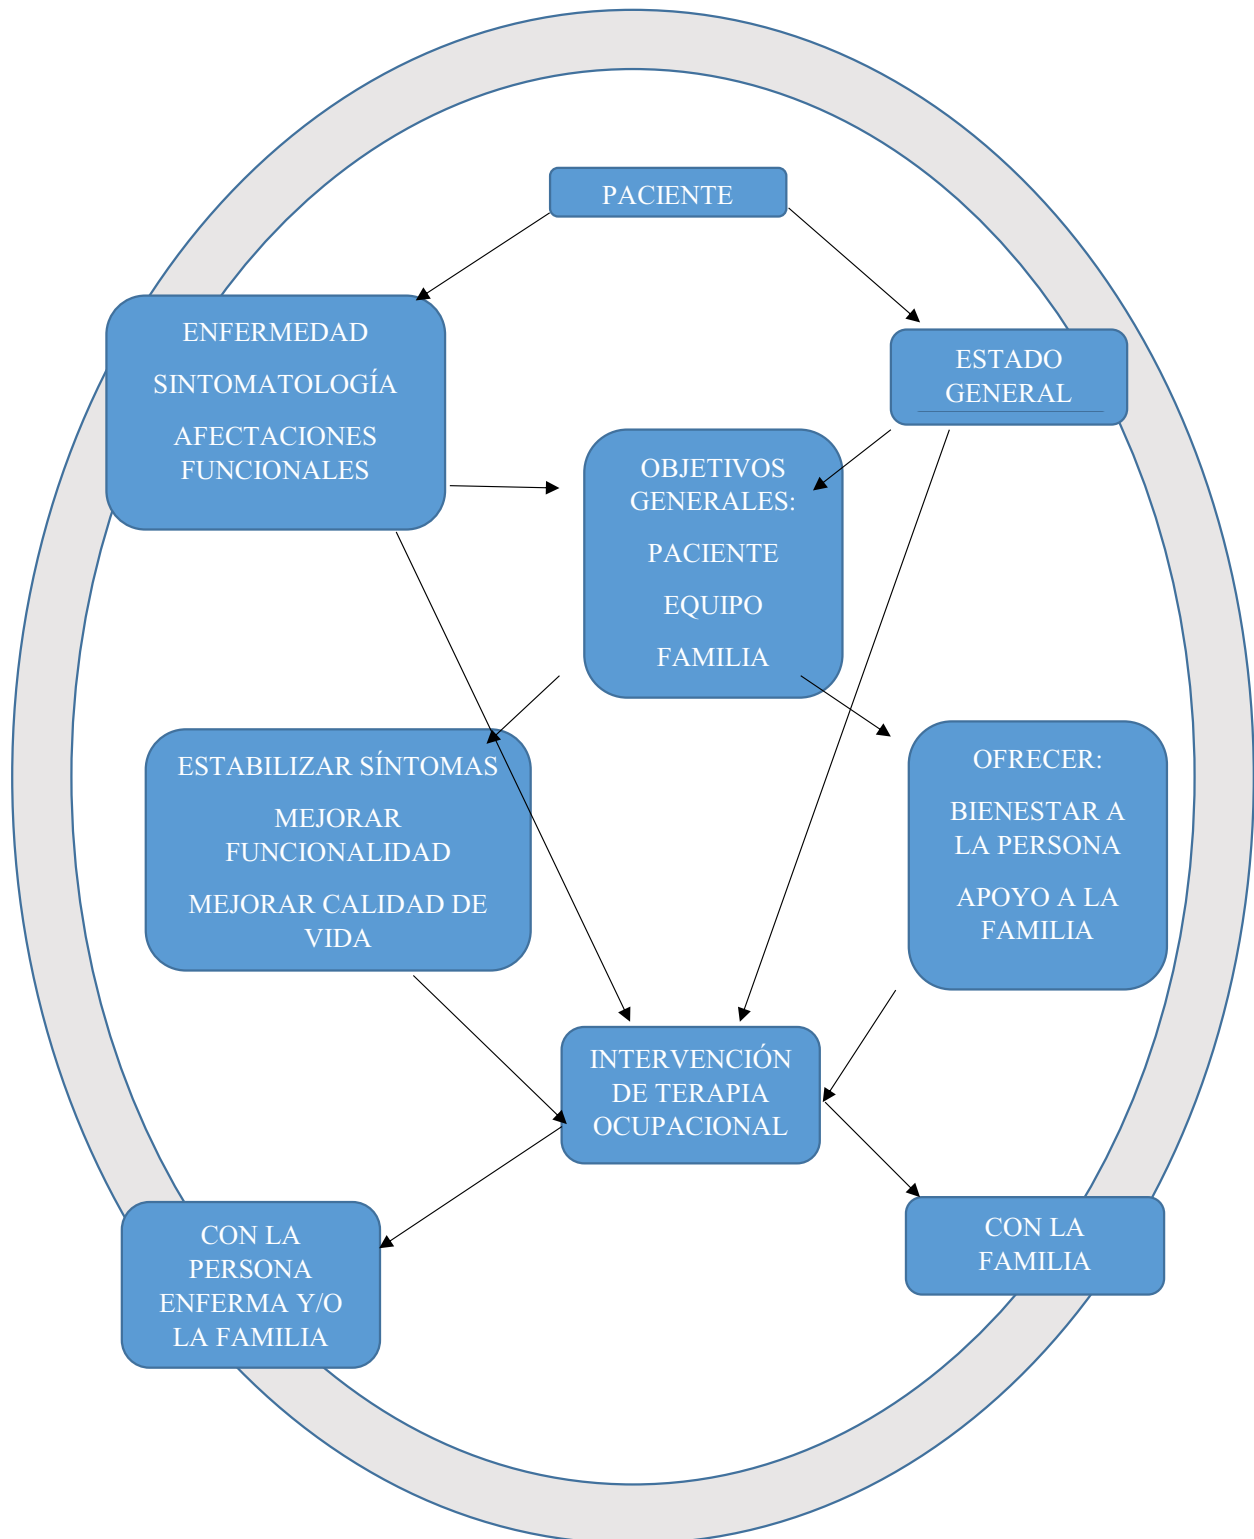 PACIENTE
ENFERMEDAD
SINTOMATOLOGÍA
AFECTACIONES
FUNCIONALES
ESTADO
GENERAL
OBJETIVOS
GENERALES:
PACIENTE
EQUIPO
FAMILIA
ESTABILIZAR SÍNTOMAS
MEJORAR
FUNCIONALIDAD
MEJORAR CALIDAD DE
VIDA
OFRECER:
BIENESTAR A
LA PERSONA
APOYO A LA
FAMILIA
INTERVENCIÓN
DE TERAPIA
OCUPACIONAL
CON LA
PERSONA
ENFERMA Y/O
LA FAMILIA
CON LA
FAMILIA